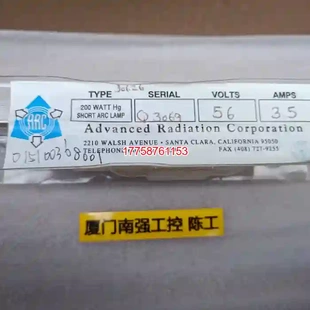 TYPE SERIAL VOLTS AMPS
30626
200 WATT Hg
SHORT ARC LAMP
Q 3069 56 3.5
ARC
Advanced Radiation Corporation
2210 WALSH AVENUE • SANTA CLARA, CALIFORNIA 95050
TELEPHONE FAX (408) 727-9255
17758761153
厦门南强工控 陈工